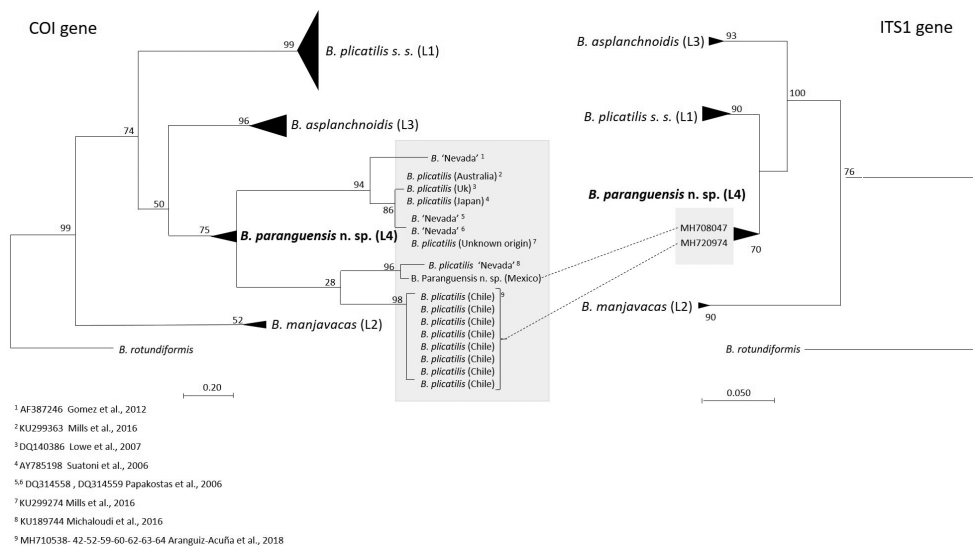 COI gene
ITS1 gene
99
B. plicatilis s. s. (L1)
74
96
B. asplanchnoidis (L3)
50
99
75
B. paranguensis n. sp. (L4)
94
86
B. 'Nevada' 1
B. plicatilis (Australia) 2
B. plicatilis (Uk) 3
B. plicatilis (Japan) 4
B. 'Nevada' 5
B. 'Nevada' 6
B. plicatilis (Unknown origin) 7
28
96
98
B. plicatilis 'Nevada' 8
B. Paranguensis n. sp. (Mexico)
B. plicatilis (Chile) 9
B. plicatilis (Chile)
B. plicatilis (Chile)
B. plicatilis (Chile)
B. plicatilis (Chile)
B. plicatilis (Chile)
B. plicatilis (Chile)
B. plicatilis (Chile)
52
B. manjavacas (L2)
B. rotundiformis
0.20
B. asplanchnoidis (L3)
93
100
B. plicatilis s. s. (L1)
90
76
B. paranguensis n. sp. (L4)
MH708047
MH720974
70
B. manjavacas (L2)
90
B. rotundiformis
0.050
1 AF387246 Gomez et al., 2012
2 KU299363 Mills et al., 2016
3 DQ140386 Lowe et al., 2007
4 AY785198 Suatoni et al., 2006
5,6 DQ314558 , DQ314559 Papakostas et al., 2006
7 KU299274 Mills et al., 2016
8 KU189744 Michaloudi et al., 2016
9 MH710538- 42-52-59-60-62-63-64 Aranguiz-Acuña et al., 2018